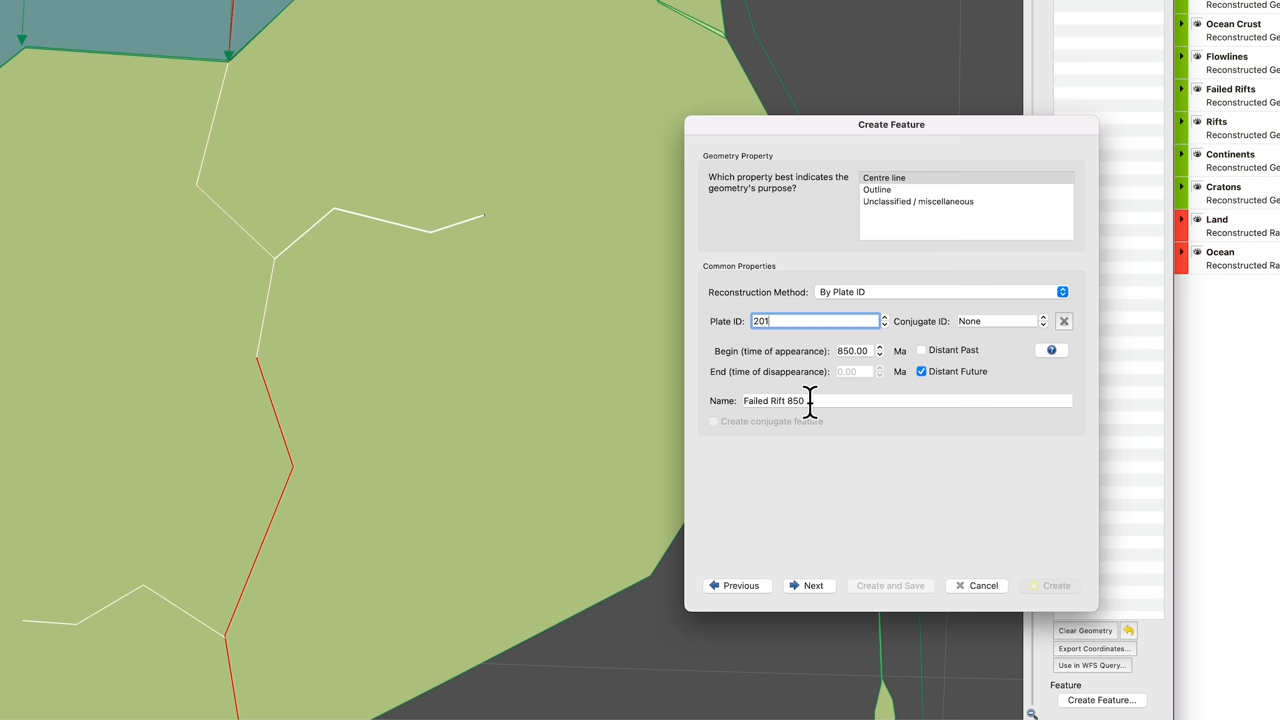 Create Feature
Geometry Property
Which property best indicates the
geometry's purpose?
Centre line
Outline
Unclassified / miscellaneous
Common Properties
Reconstruction Method: By Plate ID
Plate ID: 201 Conjugate ID: None
Begin (time of appearance): 850.00 Ma Distant Past
End (time of disappearance): 0.00 Ma Distant Future
Name: Failed Rift 850
Create conjugate feature
Previous Next Create and Save Cancel Create
Reconstructed Ge
Ocean Crust
Reconstructed Ge
Flowlines
Reconstructed Ge
Failed Rifts
Reconstructed Ge
Rifts
Reconstructed Ge
Continents
Reconstructed Ge
Cratons
Reconstructed Ge
Land
Reconstructed Ra
Ocean
Reconstructed Ra
Clear Geometry
Export Coordinates...
Use in WFS Query...
Feature
Create Feature...